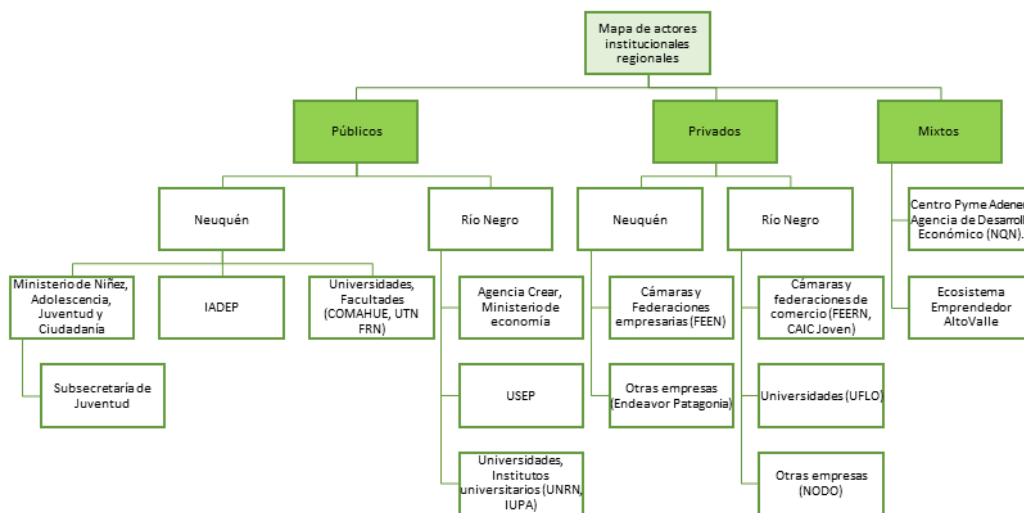 Mapa de actores
institucionales
regionales
Públicos
Privados
Mixtos
Neuquén
Río Negro
Neuquén
Río Negro
Centro Pyme Adenen
Agencia de Desarroll
Económico (NQN).
Ministerio de Niñez,
Adolescencia,
Juventud y
Ciudadanía
IADEP
Universidades,
Facultades
(COMAHUE, UTN
FRN)
Agencia Crear,
Ministerio de
economía
Cámaras y
Federaciones
empresarias (FEEN)
Cámaras y
federaciones de
comercio (FEERN,
CAIC Joven)
Ecosistema
Emprendedor
AltoValle
Subsecretaría de
Juventud
USEP
Otras empresas
(Endeavor Patagonia)
Universidades (UFLO)
Universidades,
Institutos
universitarios (UNRN,
IUPA)
Otras empresas
(NODO)